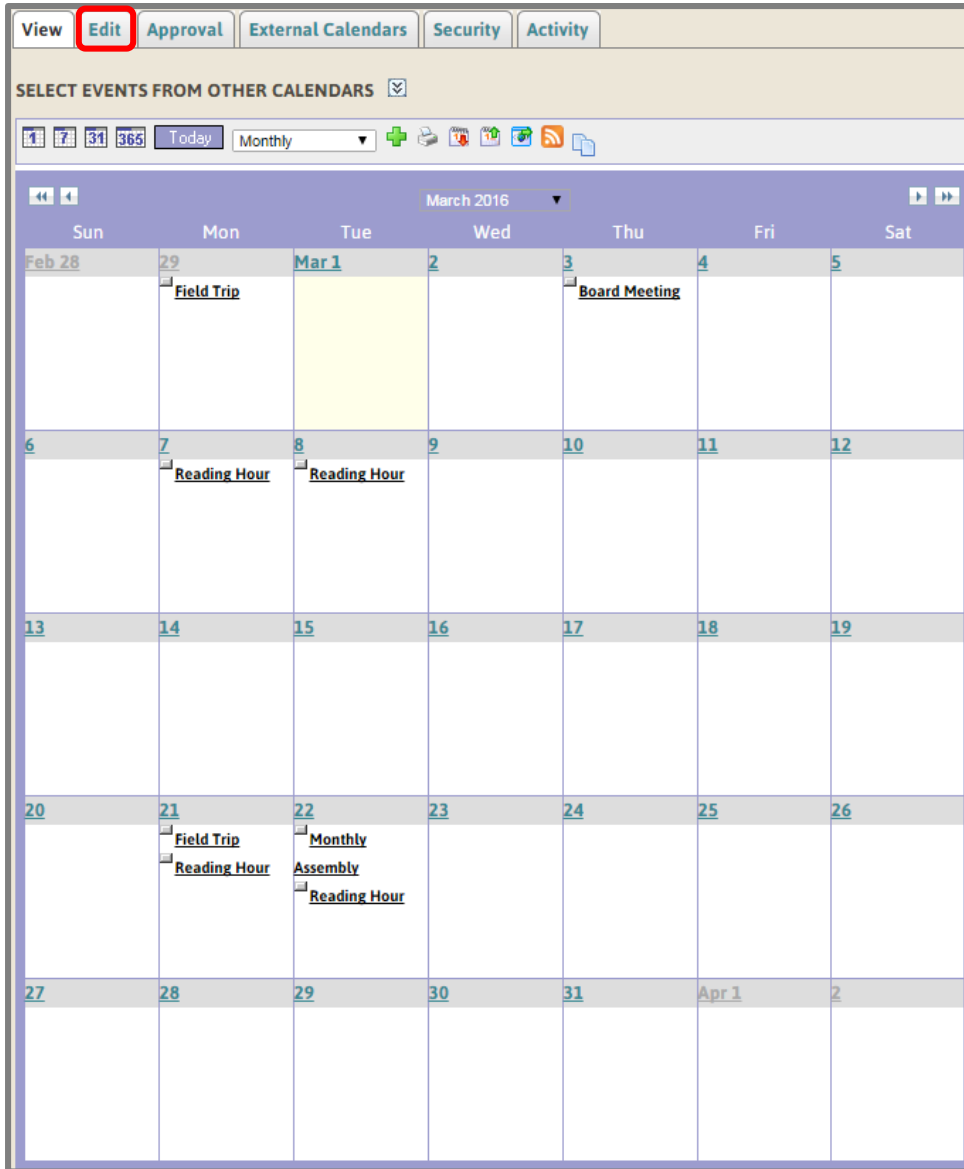 View Edit Approval External Calendars Security Activity
SELECT EVENTS FROM OTHER CALENDARS
1 7 31 365 Today Monthly
March 2016
Sun Mon Tue Wed Thu Fri Sat
Feb 28 29 Mar 1 2 3 4 5
Field Trip Board Meeting
6 7 8 9 10 11 12
Reading Hour Reading Hour
13 14 15 16 17 18 19
20 21 22 23 24 25 26
Field Trip Monthly
Reading Hour Assembly
Reading Hour
27 28 29 30 31 Apr 1 2